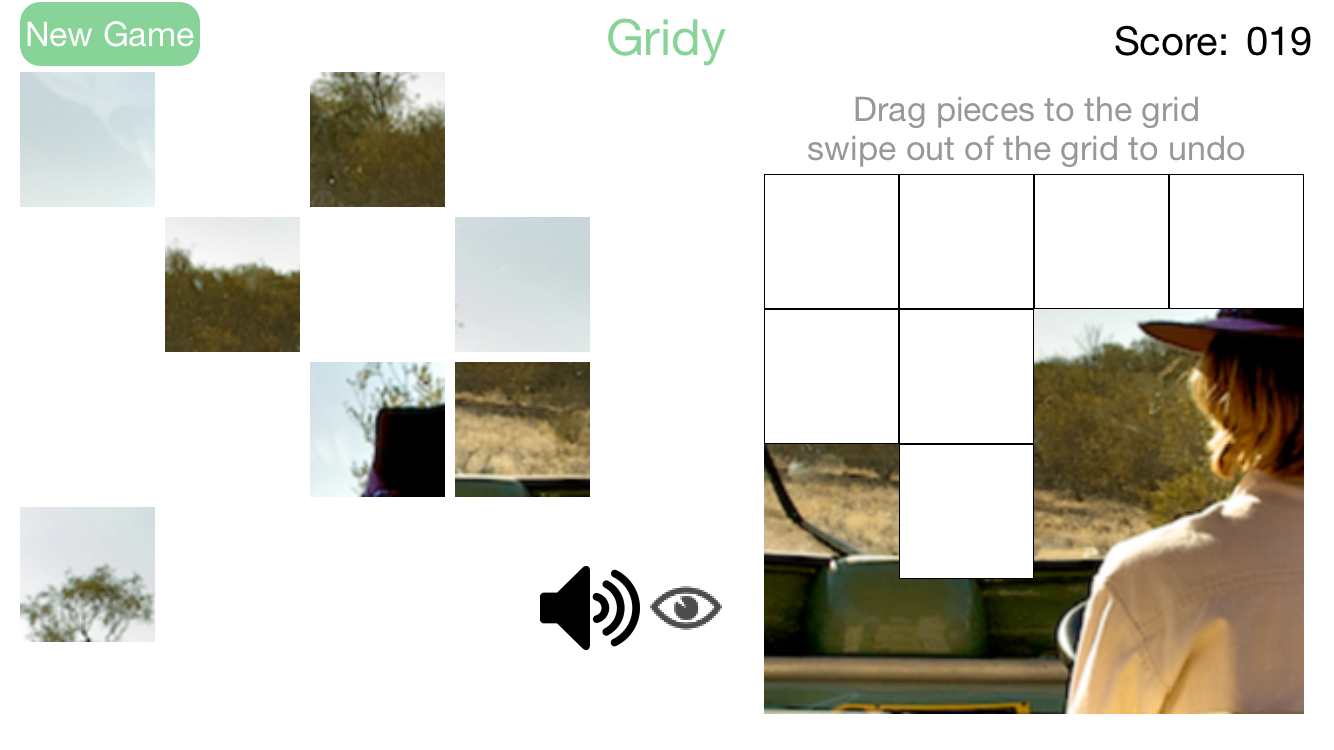 New Game
Gridy
Score: 019
Drag pieces to the grid
swipe out of the grid to undo